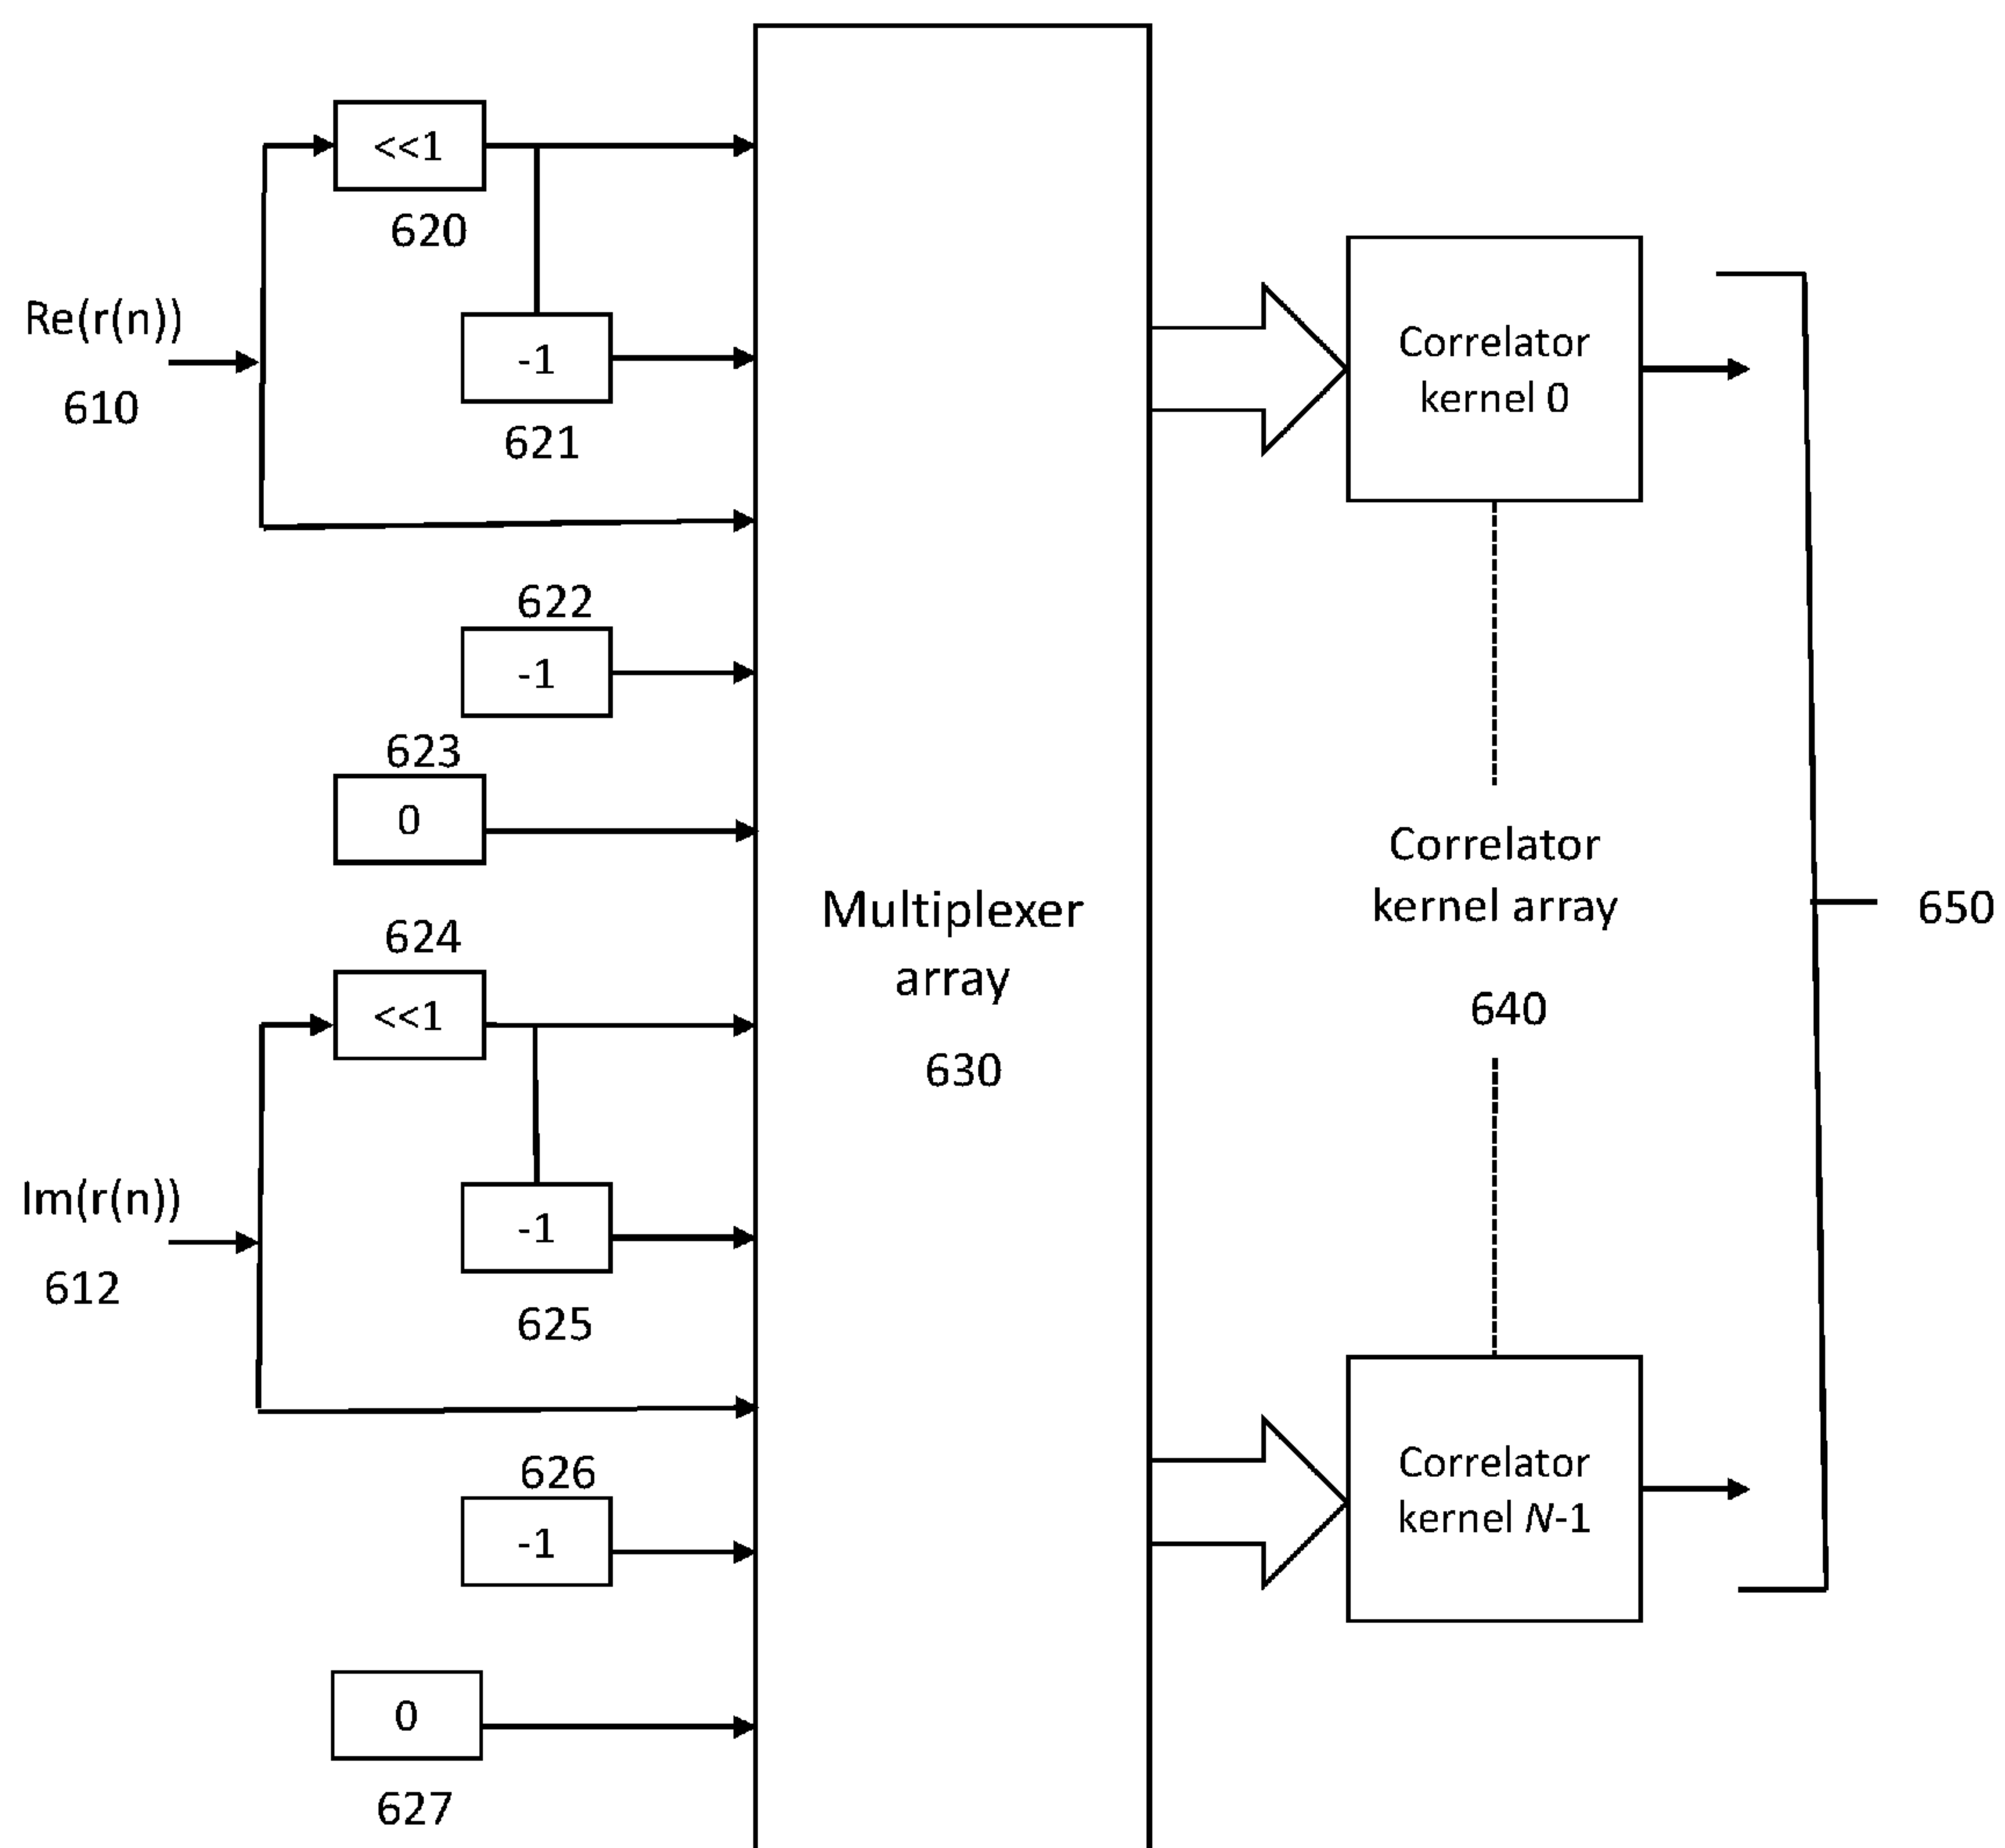 <<1
620
Re(r(n))
610
-1
621
622
-1
623
0
624
<<1
Im(r(n))
612
-1
625
626
-1
0
627
Multiplexer
array
630
Correlator
kernel 0
Correlator
kernel array
640
650
Correlator
kernel N-1